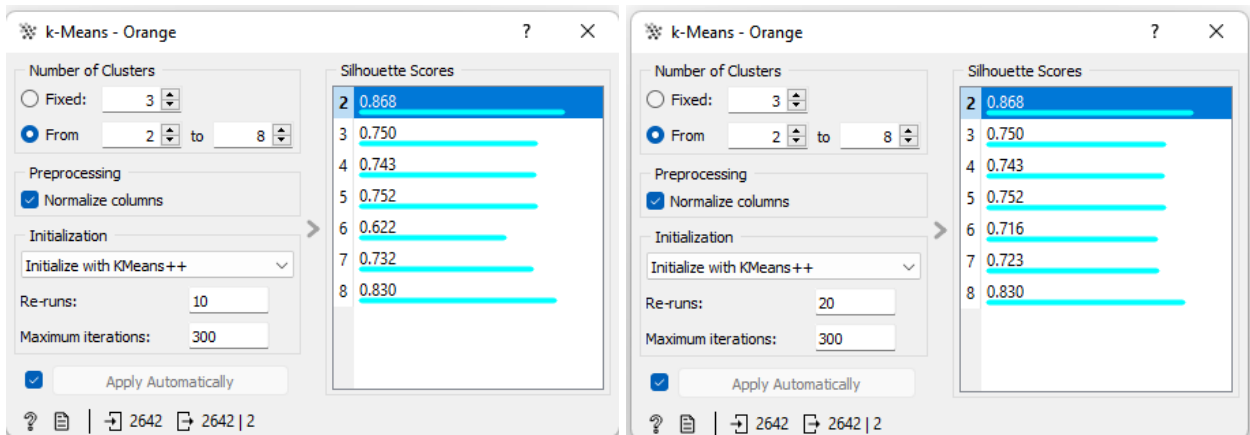 k-Means - Orange ? ×
Number of Clusters
Fixed: 3
From 2 to 8
Preprocessing
Normalize columns
Initialization
Initialize with KMeans++
Re-runs: 10
Maximum iterations: 300
Apply Automatically
? 2642 2642 | 2
Silhouette Scores
2 0.868
3 0.750
4 0.743
5 0.752
6 0.622
7 0.732
8 0.830
k-Means - Orange ? ×
Number of Clusters
Fixed: 3
From 2 to 8
Preprocessing
Normalize columns
Initialization
Initialize with KMeans++
Re-runs: 20
Maximum iterations: 300
Apply Automatically
? 2642 2642 | 2
Silhouette Scores
2 0.868
3 0.750
4 0.743
5 0.752
6 0.716
7 0.723
8 0.830